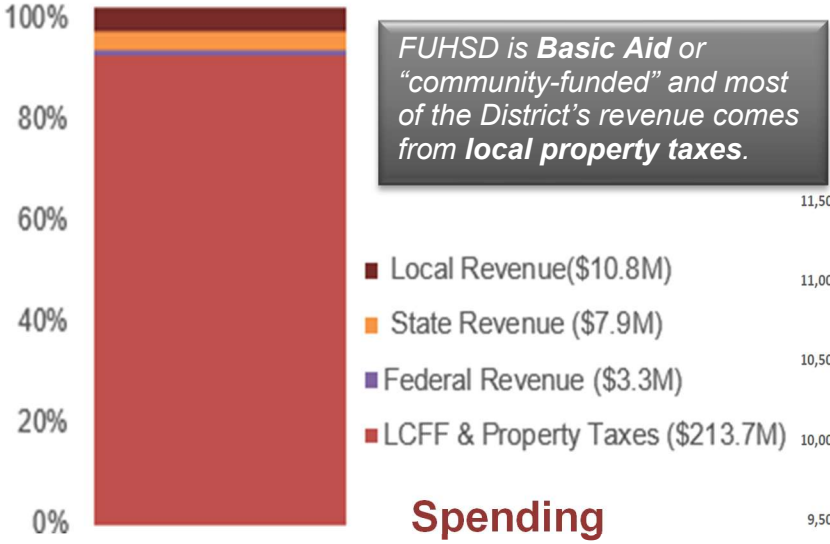 100%
80%
60%
40%
20%
0%
FUHSD is Basic Aid or
“community-funded” and most
of the District’s revenue comes
from local property taxes.
Local Revenue($10.8M)
State Revenue ($7.9M)
Federal Revenue ($3.3M)
LCFF & Property Taxes ($213.7M)
Spending